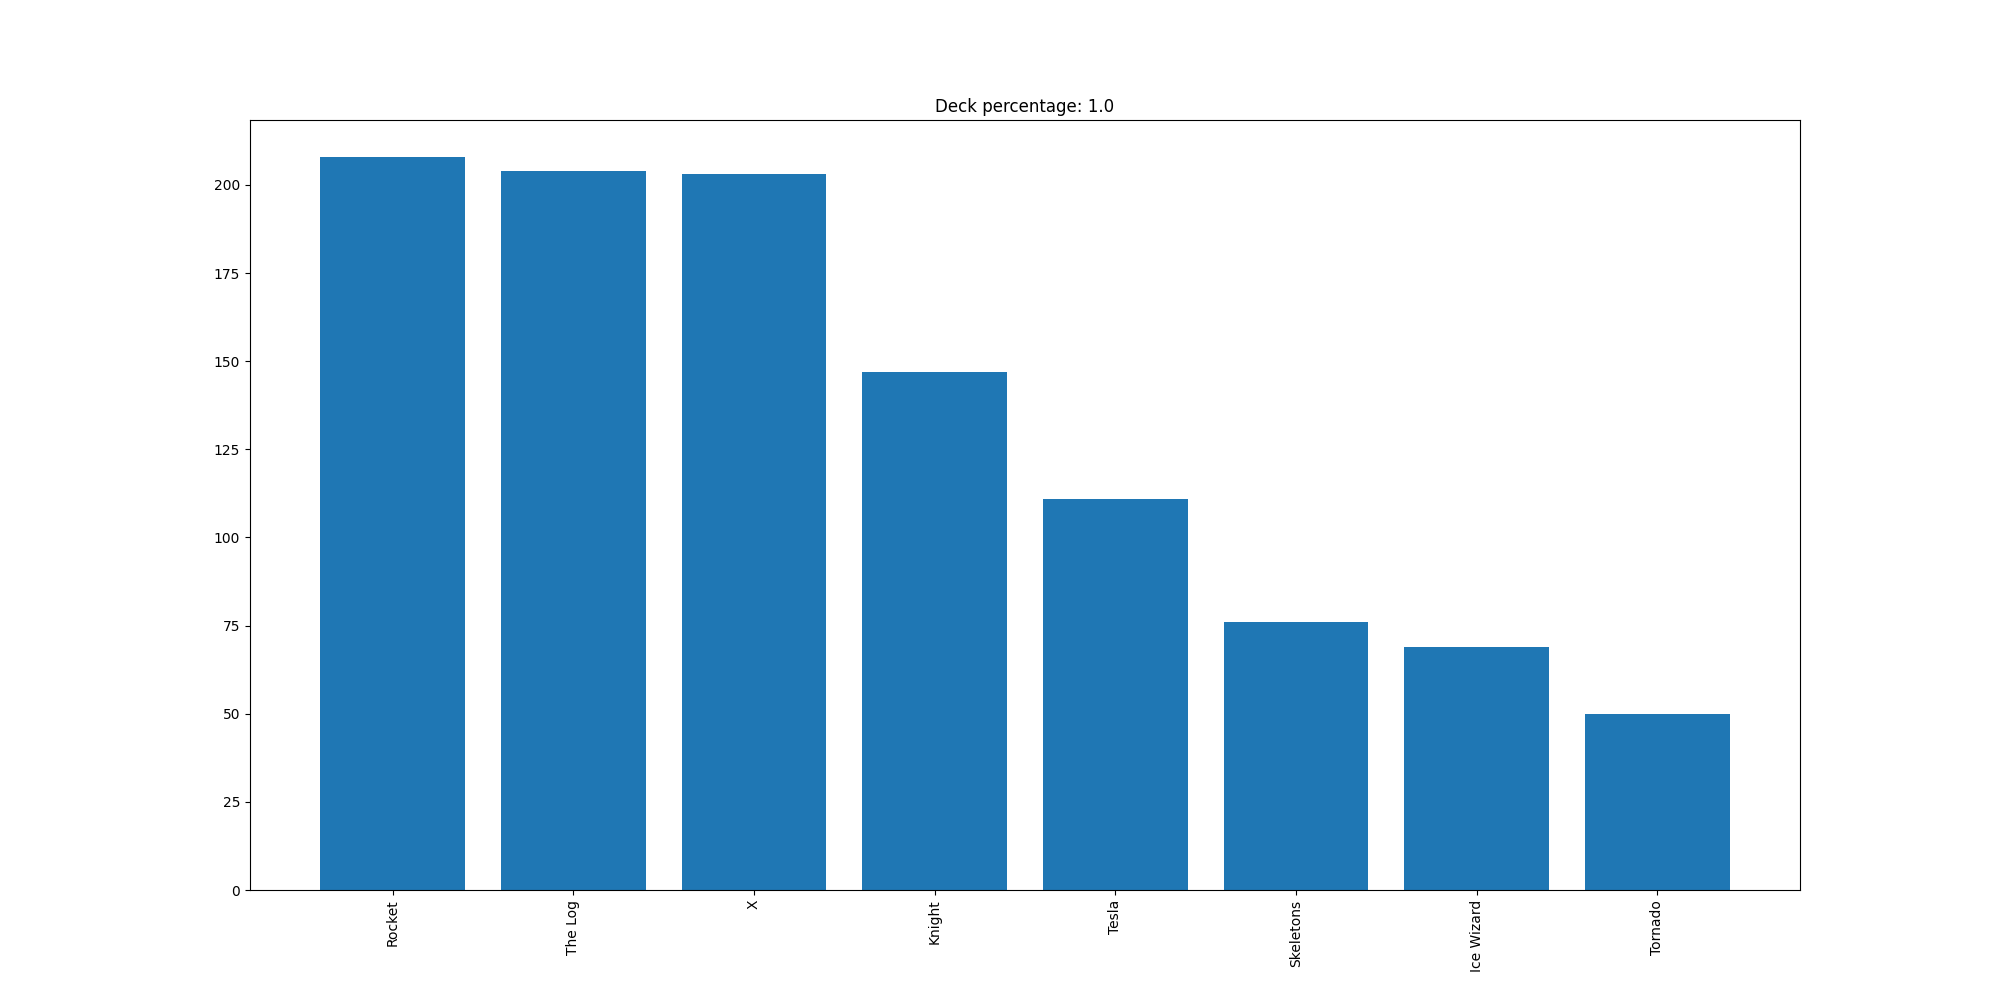 Deck percentage: 1.0
200
175
150
125
100
75
50
25
0
Rocket
The Log
X
Knight
Tesla
Skeletons
Ice Wizard
Tornado